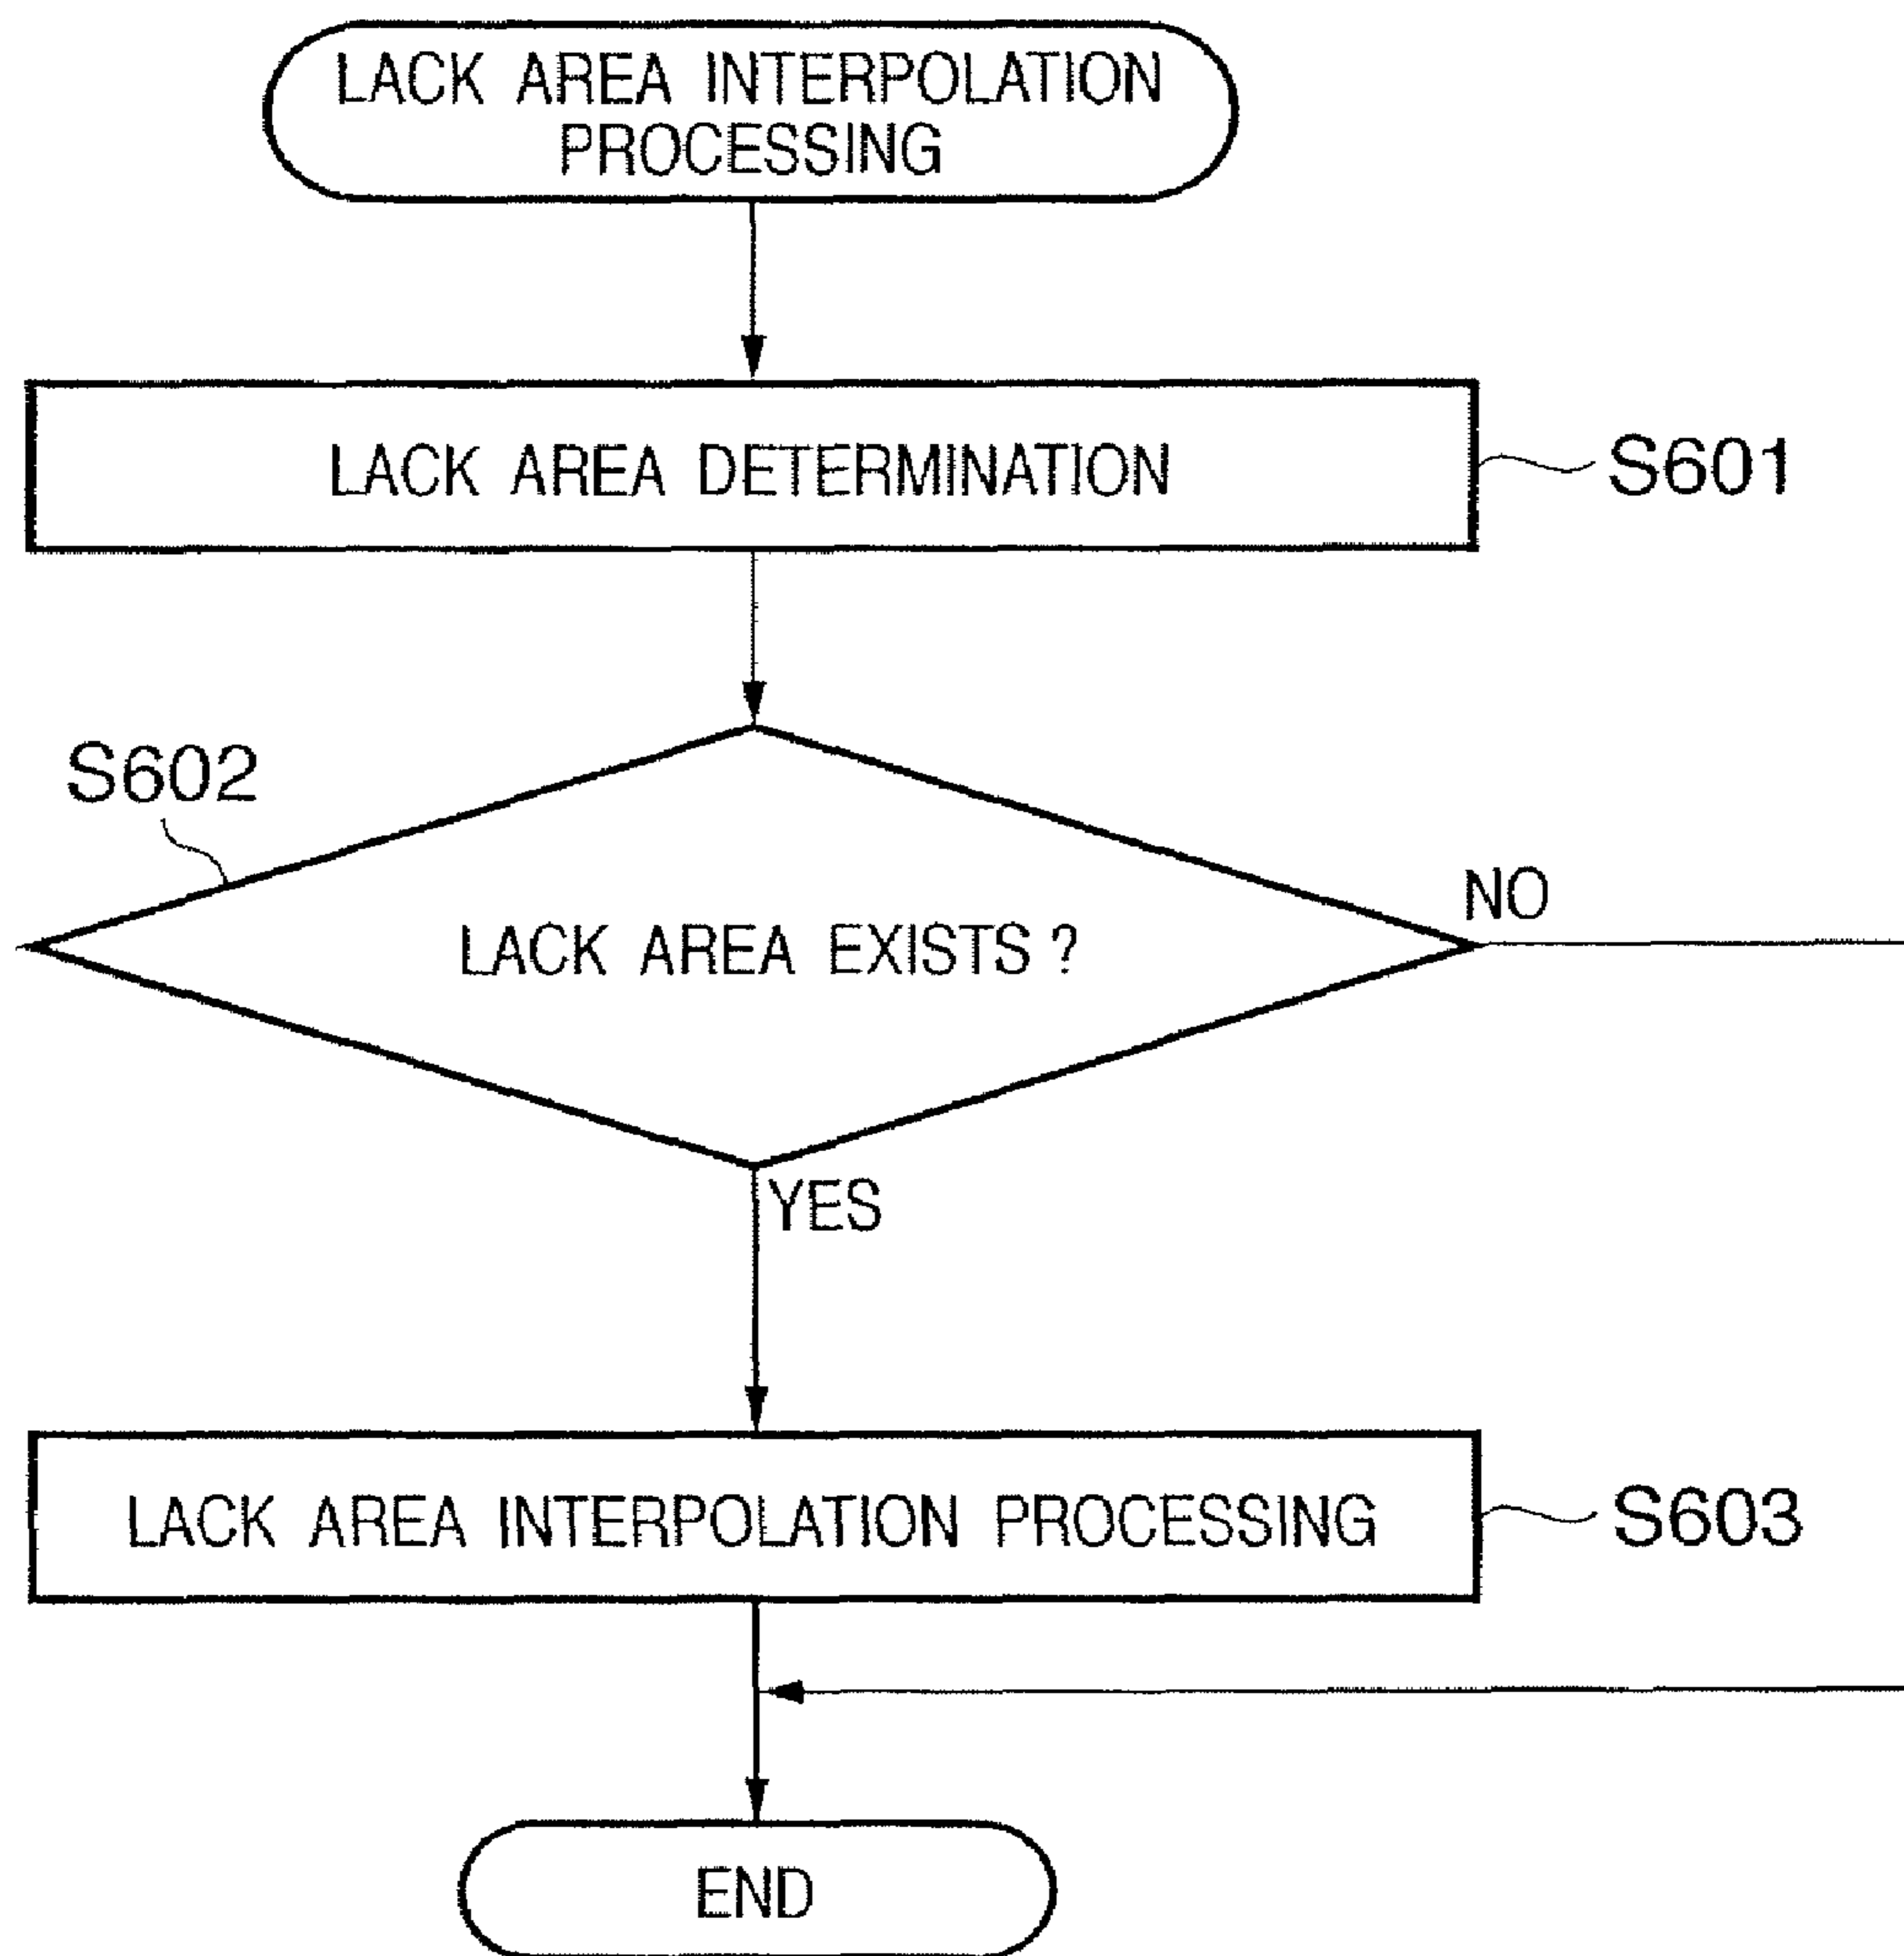 LACK AREA INTERPOLATION
PROCESSING
LACK AREA DETERMINATION
S601
S602
LACK AREA EXISTS ?
NO
YES
LACK AREA INTERPOLATION PROCESSING
S603
END